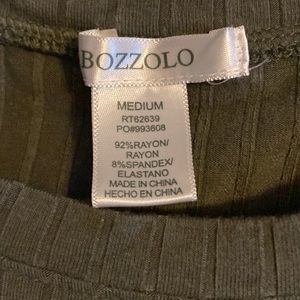 BOZZOLO
MEDIUM
RT62639
PO#993608
92%RAYON/
RAYON
8%SPANDEX/
ELASTANO
MADE IN CHINA
HECHO EN CHINA